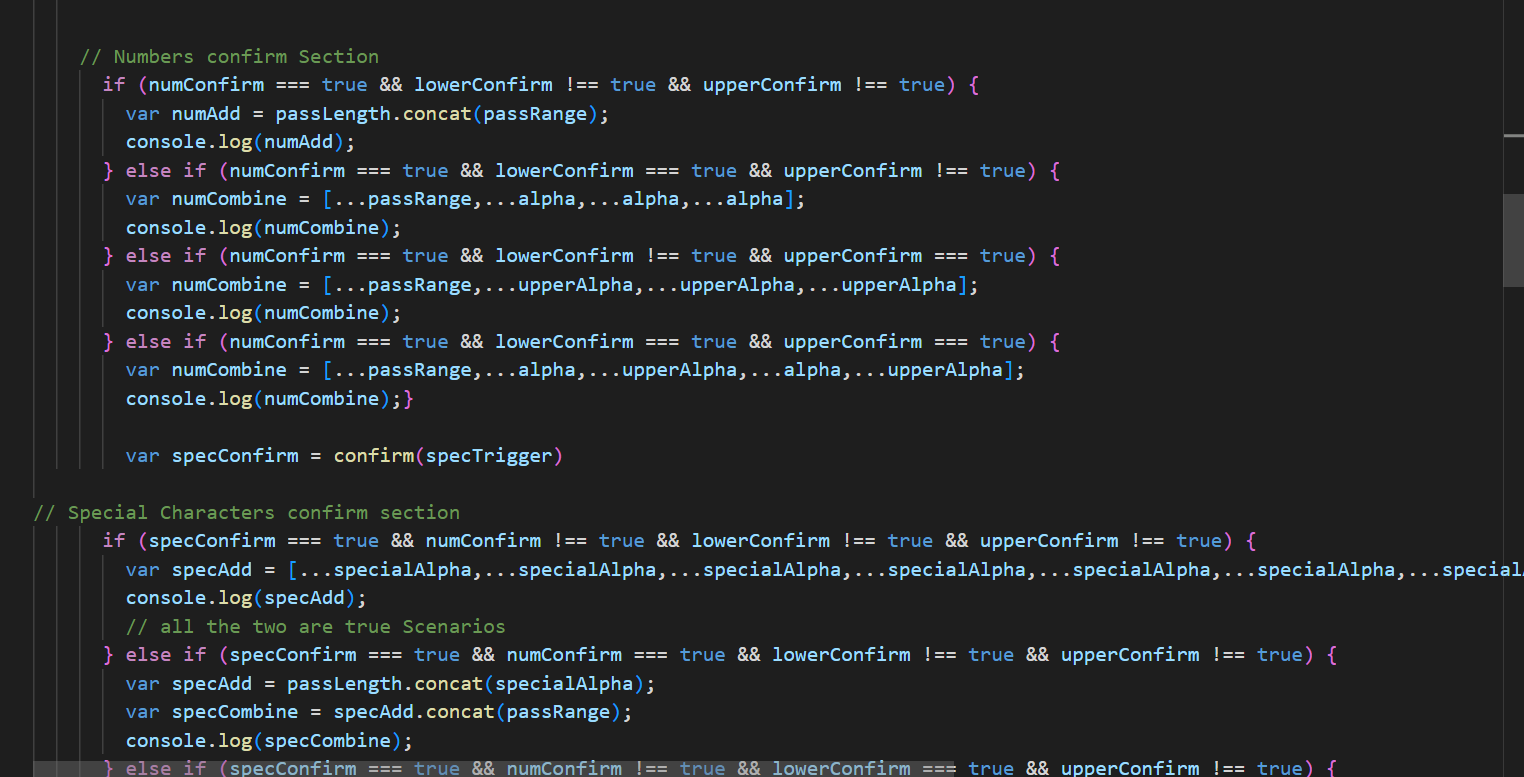 // Numbers confirm Section
if (numConfirm === true && lowerConfirm !== true && upperConfirm !== true) {
var numAdd = passLength.concat(passRange);
console.log(numAdd);
} else if (numConfirm === true && lowerConfirm === true && upperConfirm !== true) {
var numCombine = [...passRange,...alpha,...alpha,...alpha];
console.log(numCombine);
} else if (numConfirm === true && lowerConfirm !== true && upperConfirm === true) {
var numCombine = [...passRange,...upperAlpha,...upperAlpha,...upperAlpha];
console.log(numCombine);
} else if (numConfirm === true && lowerConfirm === true && upperConfirm === true) {
var numCombine = [...passRange,...alpha,...upperAlpha,...alpha,...upperAlpha];
console.log(numCombine);}
var specConfirm = confirm(specTrigger)
// Special Characters confirm section
if (specConfirm === true && numConfirm !== true && lowerConfirm !== true && upperConfirm !== true) {
var specAdd = [...specialAlpha,...specialAlpha,...specialAlpha,...specialAlpha,...specialAlpha,...specialAlpha,...special
console.log(specAdd);
// all the two are true Scenarios
} else if (specConfirm === true && numConfirm === true && lowerConfirm !== true && upperConfirm !== true) {
var specAdd = passLength.concat(specialAlpha);
var specCombine = specAdd.concat(passRange);
console.log(specCombine);
} else if (specConfirm === true && numConfirm !== true && lowerConfirm === true && upperConfirm !== true) {